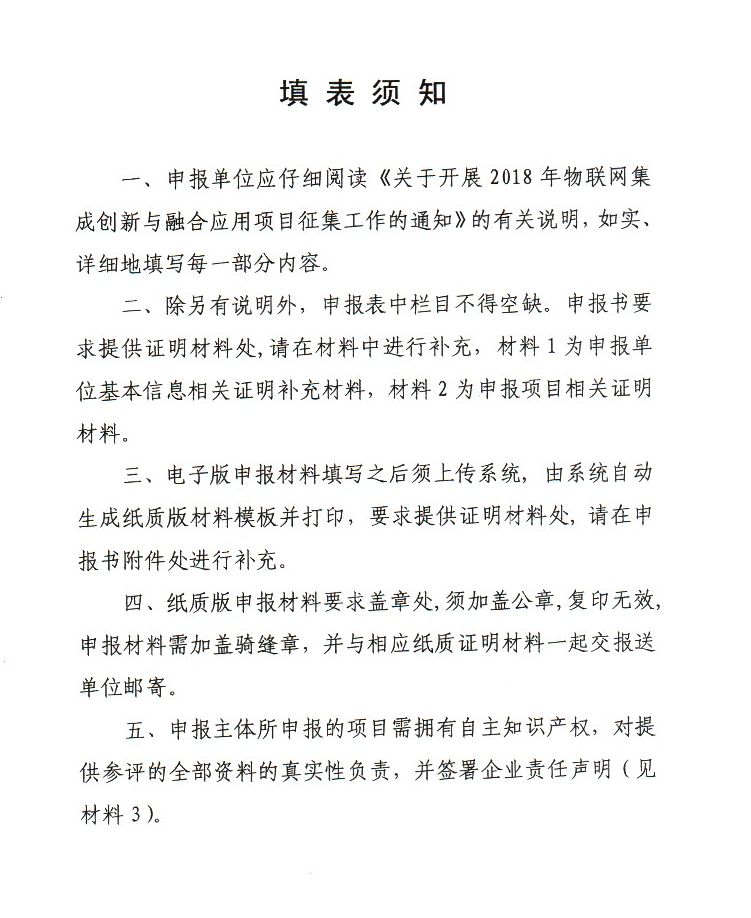 填 表 须 知
一、申报单位应仔细阅读《关于开展 2018 年物联网集
成创新与融合应用项目征集工作的通知》的有关说明，如实、
详细地填写每一部分内容。
二、除另有说明外，申报表中栏目不得空缺。申报书要
求提供证明材料处,请在材料中进行补充，材料 1 为申报单
位基本信息相关证明补充材料，材料 2 为申报项目相关证明
材料。
三、电子版申报材料填写之后须上传系统，由系统自动
生成纸质版材料模板并打印，要求提供证明材料处，请在申
报书附件处进行补充。
四、纸质版申报材料要求盖章处,须加盖公章,复印无效,
申报材料需加盖骑缝章，并与相应纸质证明材料一起交报送
单位邮寄。
五、申报主体所申报的项目需拥有自主知识产权，对提
供参评的全部资料的真实性负责，并签署企业责任声明（见
材料 3）。